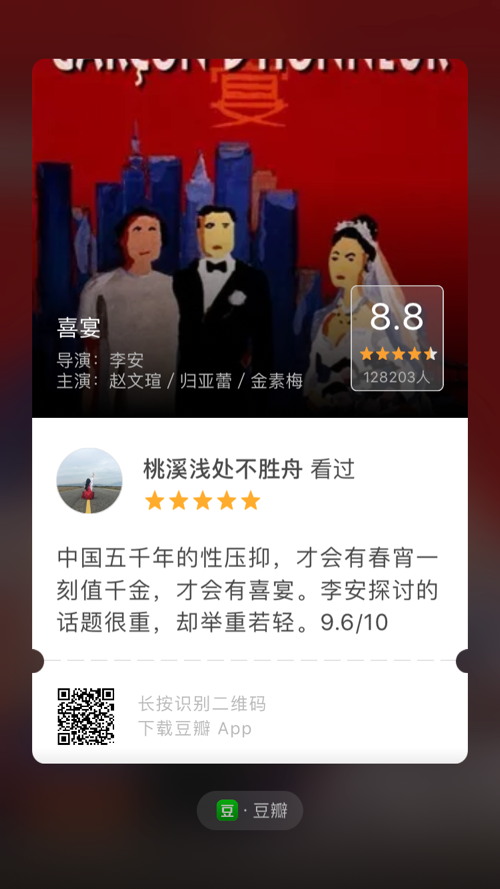 GARÇON D'HONNEUR
宴
喜宴
导演：李安
主演：赵文瑄 / 归亚蕾 / 金素梅
8.8
128203人
桃溪浅处不胜舟 看过
中国五千年的性压抑，才会有春宵一
刻值千金，才会有喜宴。李安探讨的
话题很重，却举重若轻。9.6/10
长按识别二维码
下载豆瓣 App
豆 · 豆瓣